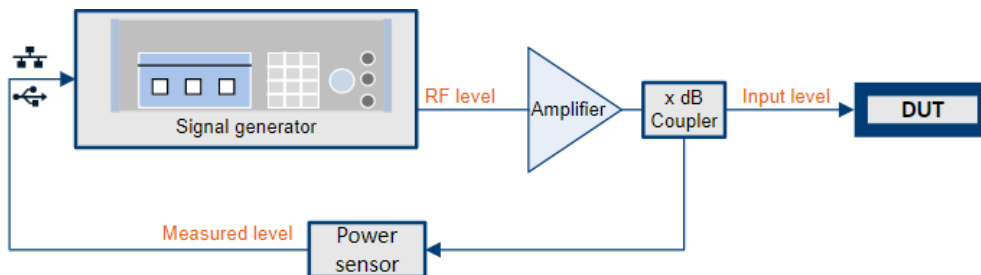 Signal generator
RF level
Amplifier
x dB
Coupler
Input level
DUT
Measured level
Power
sensor